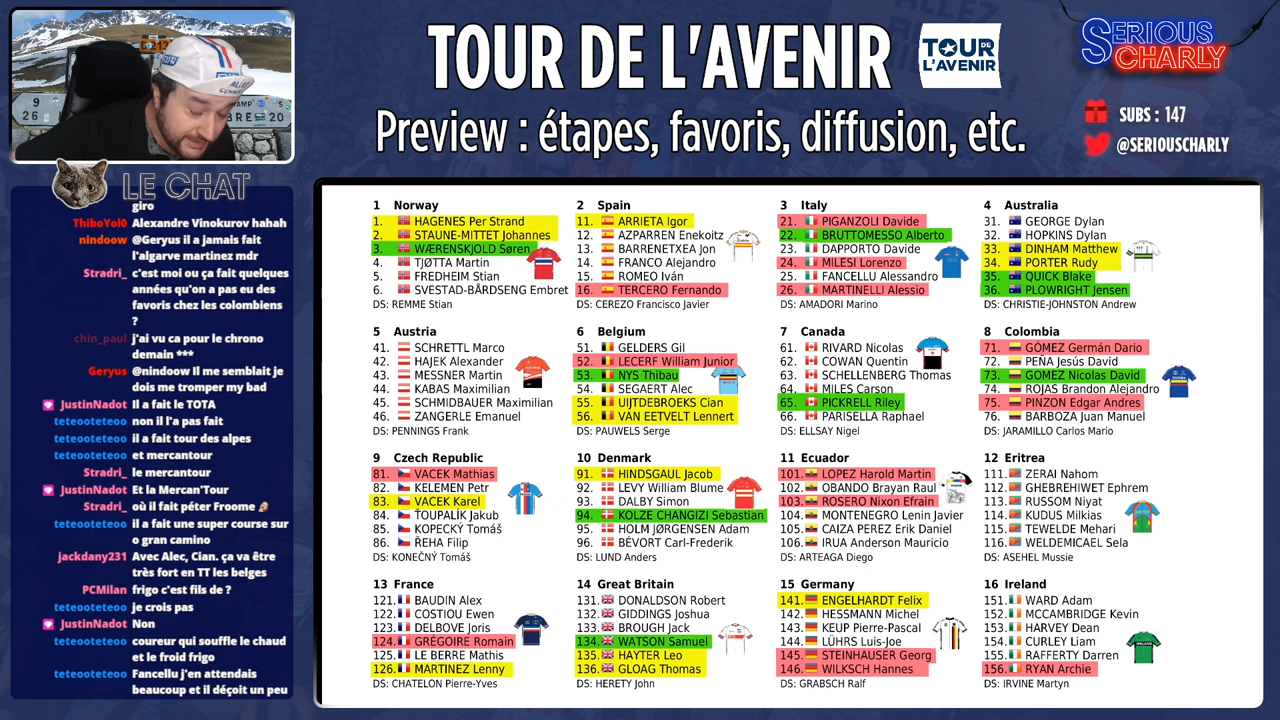 TOUR DE L'AVENIR
TOUR DE L'AVENIR
SERIOUS CHARLY
Preview : étapes, favoris, diffusion, etc.
SUBS : 147
@SERIOUSCHARLY
9
26
20
LE CHAT
giro
ThiboYol0 Alexandre Vinokurov hahah
nindoow @Geryus il a jamais fait
l'algarve martinez mdr
Stradi_ c'est moi ou ça fait quelques
années qu'on a pas eu des
favoris chez les colombiens
?
chin_paul j'ai vu ca pour le chrono
demain ***
Geryus @nindoow Il me semblait je
dois me tromper my bad
JustinNadot Il a fait le TOTA
teteooteteoo non il l'a pas fait
teteooteteoo il a fait tour des alpes
teteooteteoo et mercantour
Stradi_ le mercantour
JustinNadot Et la Mercan'Tour
Stradi_ où il fait péter Froome
teteooteteoo il a fait une super course sur
o gran camino
jackdany231 Avec Alec, Cian. ça va être
très fort en TT les belges
PCMilan frigo c'est fils de ?
teteooteteoo je crois pas
JustinNadot Non
teteooteteoo coureur qui souffle le chaud
et le froid frigo
teteooteteoo Fancellu j'en attendais
beaucoup et il déçoit un peu
1 Norway
1. HAGENES Per Strand
2. STAUNE-MITTET Johannes
3. WÆRENSKJOLD Søren
4. TJØTTA Martin
5. FREDHEIM Stian
6. SVESTAD-BÅRDSENG Embret
DS: REMME Stian
2 Spain
11. ARRIETA Igor
12. AZPARREN Enekoitz
13. BARRENETXEA Jon
14. FRANCO Alejandro
15. ROMEO Iván
16. TERCERO Fernando
DS: CEREZO Francisco Javier
3 Italy
21. PIGANZOLI Davide
22. BRUTTOMESSO Alberto
23. DAPPORTO Davide
24. MILESI Lorenzo
25. FANCELLU Alessandro
26. MARTINELLI Alessio
DS: AMADORI Marino
4 Australia
31. GEORGE Dylan
32. HOPKINS Dylan
33. DINHAM Matthew
34. PORTER Rudy
35. QUICK Blake
36. PLOWRIGHT Jensen
DS: CHRISTIE-JOHNSTON Andrew
5 Austria
41. SCHRETTL Marco
42. HAJEK Alexander
43. MESSNER Martin
44. KABAS Maximilian
45. SCHMIDBAUER Maximilian
46. ZANGERLE Emanuel
DS: PENNINGS Frank
6 Belgium
51. GELDERS Gil
52. LECERF William Junior
53. NYS Thibau
54. SEGAERT Alec
55. UIJTDEBROEKS Cian
56. VAN EETVELT Lennert
DS: PAUWELS Serge
7 Canada
61. RIVARD Nicolas
62. COWAN Quentin
63. SCHELLENBERG Thomas
64. MILES Carson
65. PICKRELL Riley
66. PARISELLA Raphael
DS: ELLSAY Nigel
8 Colombia
71. GÓMEZ Germán Dario
72. PEÑA Jesús David
73. GÓMEZ Nicolas David
74. ROJAS Brandon Alejandro
75. PINZON Edgar Andres
76. BARBOZA Juan Manuel
DS: JARAMILLO Carlos Mario
9 Czech Republic
81. VACEK Mathias
82. KELEMEN Petr
83. VACEK Karel
84. ŤOUPALÍK Jakub
85. KOPECKÝ Tomáš
86. ŘEHA Filip
DS: KONEČNÝ Tomáš
10 Denmark
91. HINDSGAUL Jacob
92. LEVY William Blume
93. DALBY Simon
94. KOLZE CHANGIZI Sebastian
95. HOLM JØRGENSEN Adam
96. BÉVORT Carl-Frederik
DS: LUND Anders
11 Ecuador
101. LOPEZ Harold Martin
102. OBANDO Brayan Raul
103. ROSERO Nixon Efrain
104. MONTENEGRO Lenin Javier
105. CAIZA PEREZ Erik Daniel
106. IRUA Anderson Mauricio
DS: ARTEAGA Diego
12 Eritrea
111. ZERAI Nahom
112. GHEBREHIWET Ephrem
113. RUSSOM Niyat
114. KUDUS Milkias
115. TEWELDE Mehari
116. WELDEMICAEL Sela
DS: ASEHEL Mussie
13 France
121. BAUDIN Alex
122. COSTIOU Ewen
123. DELBOVE Joris
124. GRÉGOIRE Romain
125. LE BERRE Mathis
126. MARTINEZ Lenny
DS: CHATELON Pierre-Yves
14 Great Britain
131. DONALDSON Robert
132. GIDDINGS Joshua
133. BROUGH Jack
134. WATSON Samuel
135. HAYTER Leo
136. GLOAG Thomas
DS: HERETY John
15 Germany
141. ENGELHARDT Felix
142. HESSMANN Michel
143. KEUP Pierre-Pascal
144. LÜHRS Luis-Joe
145. STEINHAUSER Georg
146. WILKSCH Hannes
DS: GRABSCH Ralf
16 Ireland
151. WARD Adam
152. MCCAMBRIDGE Kevin
153. HARVEY Dean
154. CURLEY Liam
155. RAFFERTY Darren
156. RYAN Archie
DS: IRVINE Martyn